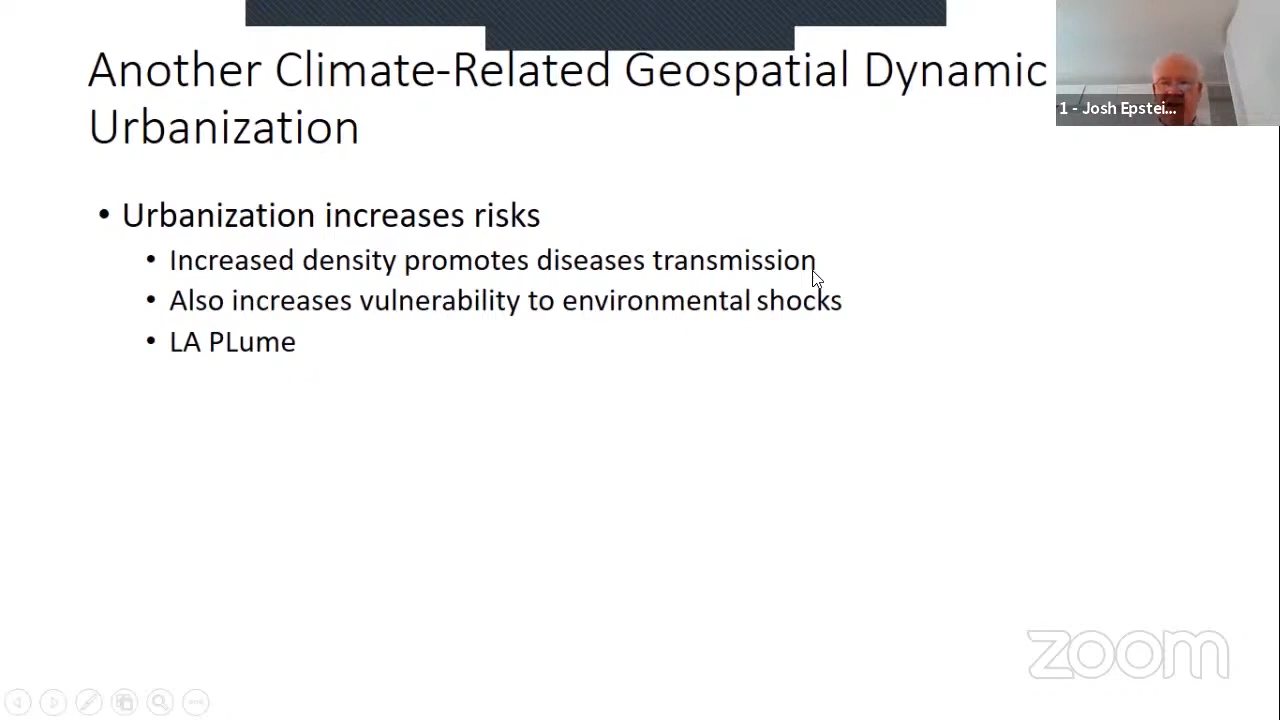 Another Climate-Related Geospatial Dynamic
Urbanization
1 - Josh Epstei...
• Urbanization increases risks
• Increased density promotes diseases transmission
• Also increases vulnerability to environmental shocks
• LA PLume
zoom